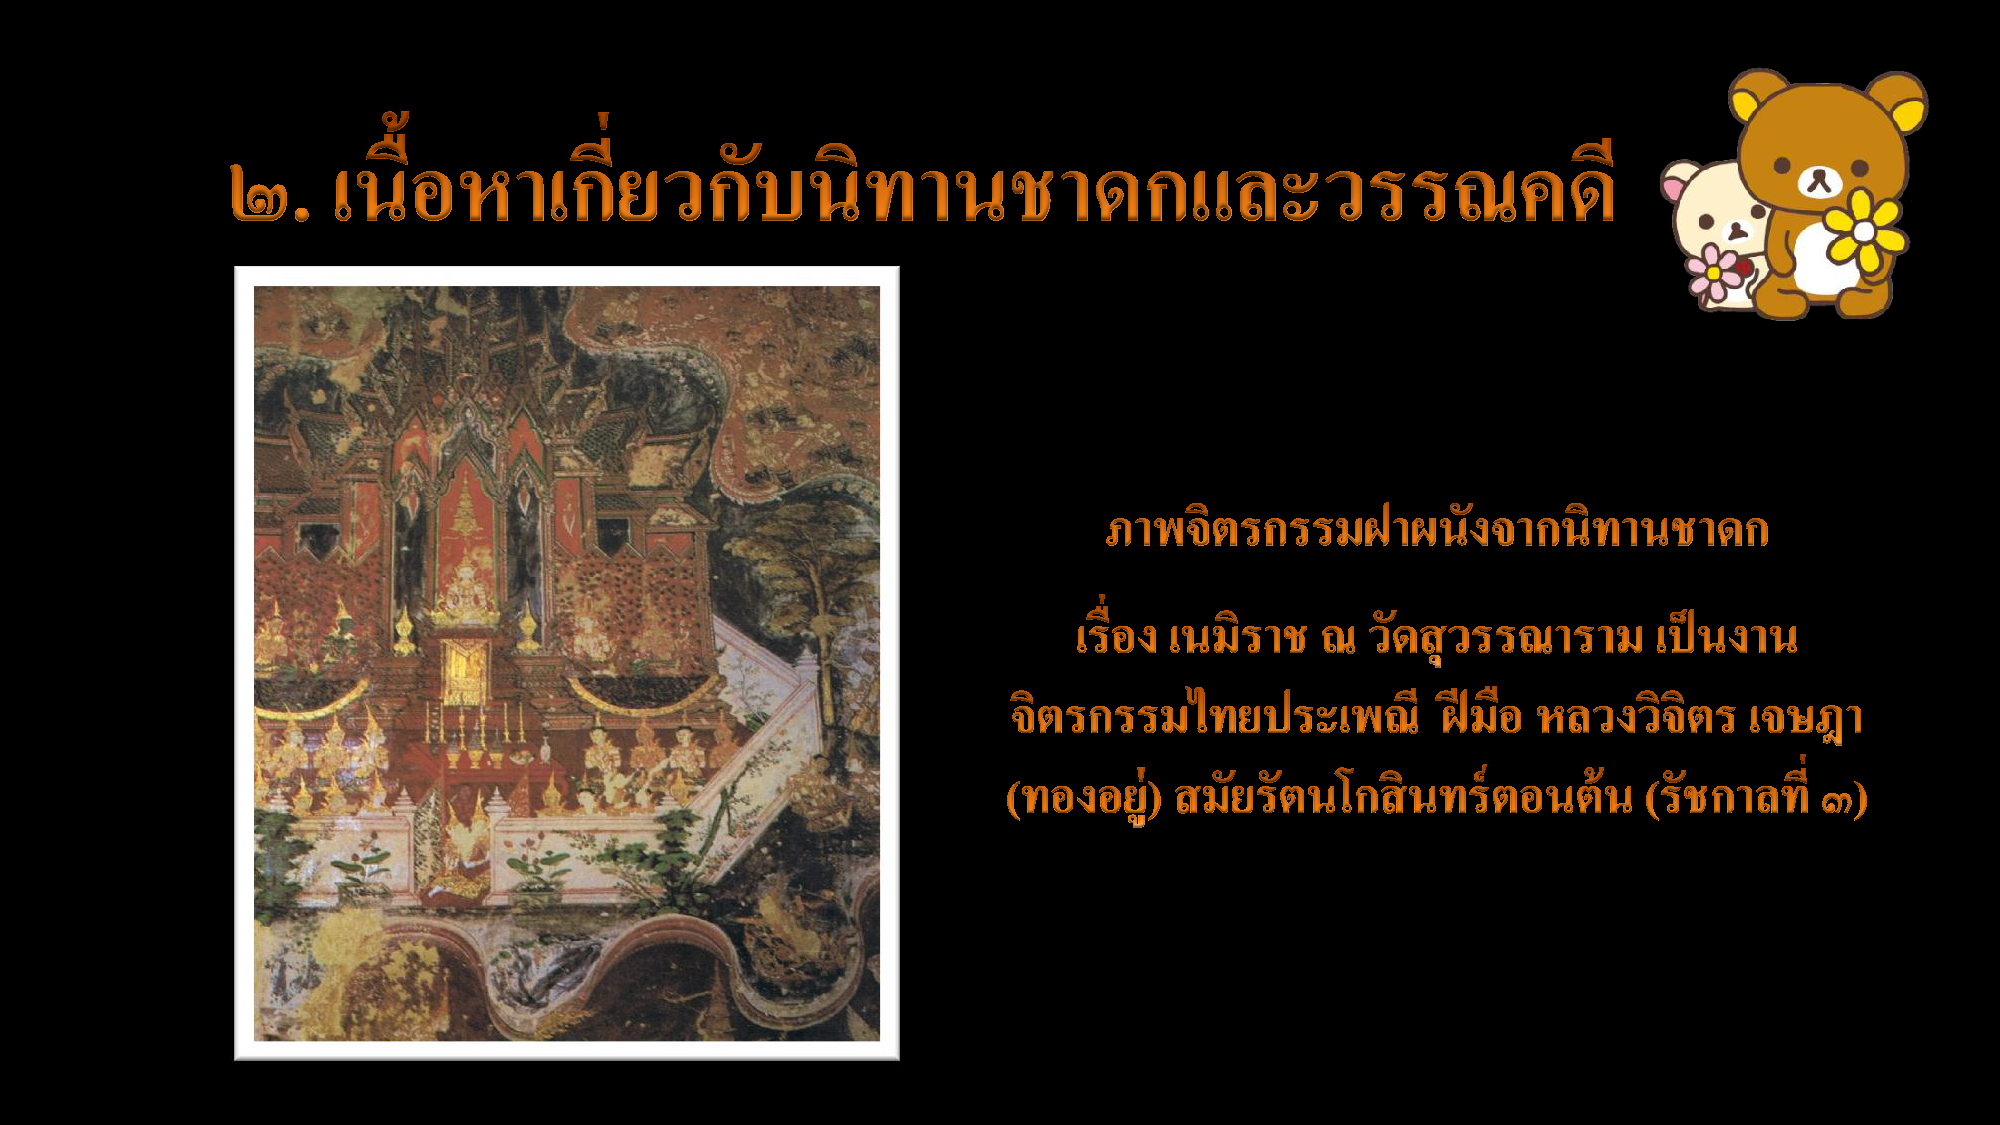 ๒. เนื้อหาเกี่ยวกับนิทานชาดกและวรรณคดี
ภาพจิตรกรรมฝาผนังจากนิทานชาดก
เรื่อง เนมิราช ณ วัดสุวรรณาราม เป็นงาน
จิตรกรรมไทยประเพณี ฝีมือ หลวงวิจิตร เจษฎา
(ทองอยู่) สมัยรัตนโกสินทร์ตอนต้น (รัชกาลที่ ๓)